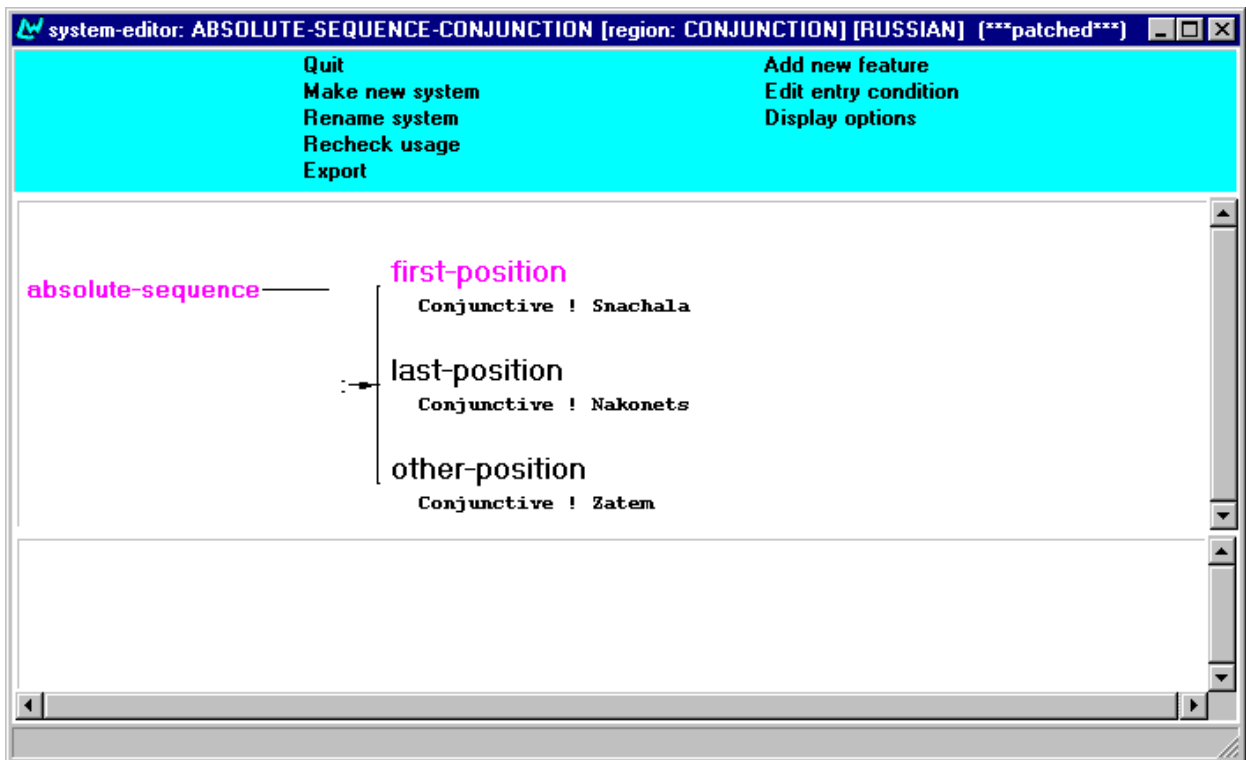 system-editor: ABSOLUTE-SEQUENCE-CONJUNCTION [region: CONJUNCTION] [RUSSIAN] (***patched***)
Quit
Make new system
Rename system
Recheck usage
Export
Add new feature
Edit entry condition
Display options
absolute-sequence
first-position
Conjunctive ! Snachala
last-position
Conjunctive ! Nakonets
other-position
Conjunctive ! Zatem